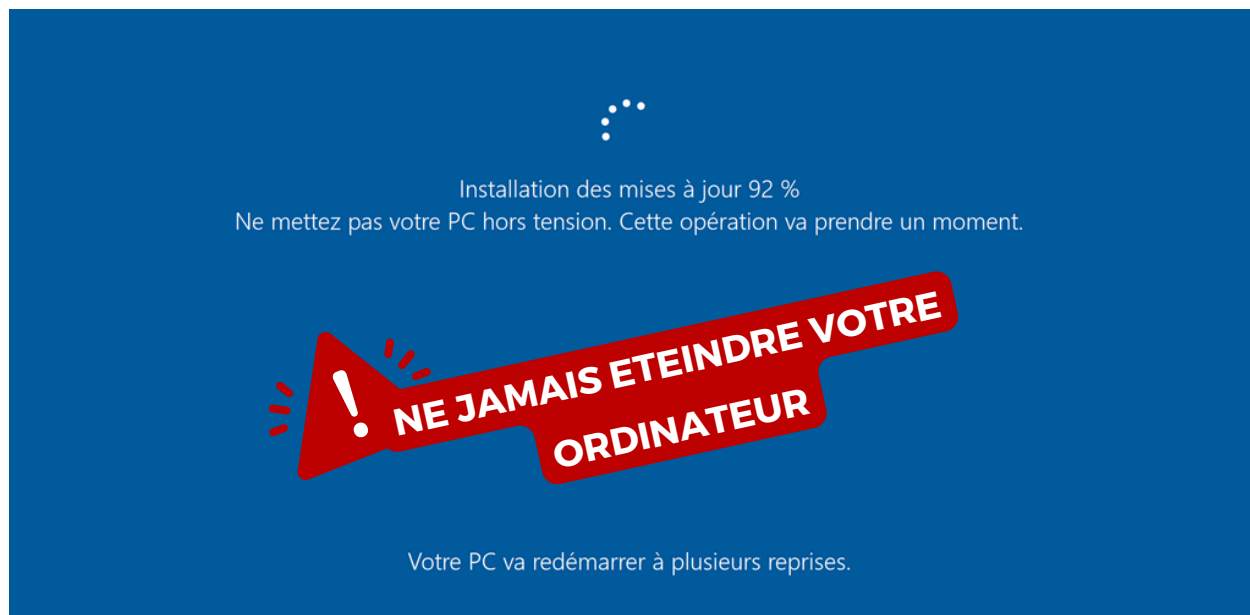 Installation des mises à jour 92 %
Ne mettez pas votre PC hors tension. Cette opération va prendre un moment.
! NE JAMAIS ETEINDRE VOTRE
ORDINATEUR
Votre PC va redémarrer à plusieurs reprises.